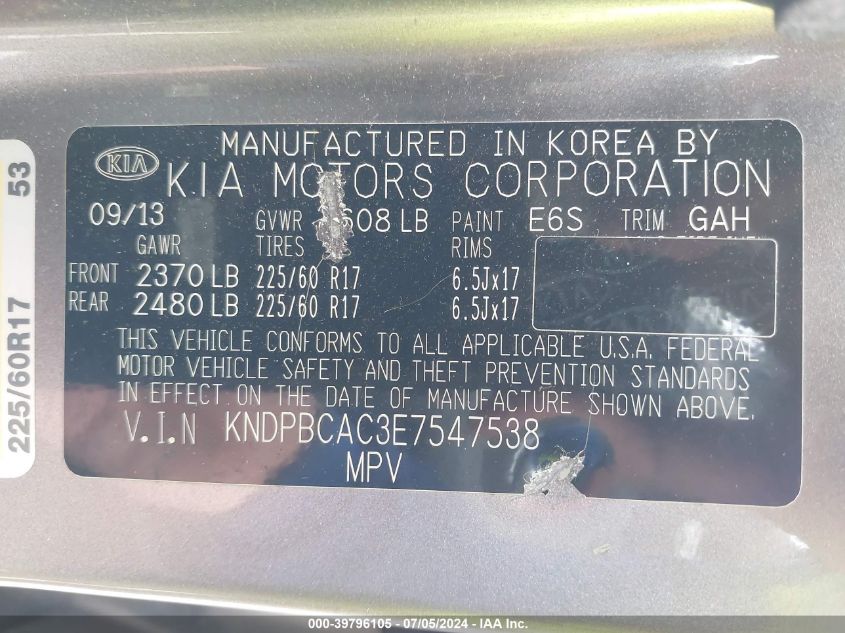 MANUFACTURED IN KOREA BY
KIA KIA MOTORS CORPORATION
09/13 GVWR 608 LB PAINT E6S TRIM GAH
GAWR TIRES RIMS
FRONT 2370 LB 225/60 R17 6.5Jx17
REAR 2480 LB 225/60 R17 6.5Jx17
THIS VEHICLE CONFORMS TO ALL APPLICABLE U.S.A. FEDERAL
MOTOR VEHICLE SAFETY AND THEFT PREVENTION STANDARDS
IN EFFECT ON THE DATE OF MANUFACTURE SHOWN ABOVE.
V.I.N KNDPBCAC3E7547538
MPV
225/60R17 53
000-39796105 - 07/05/2024 - IAA Inc.